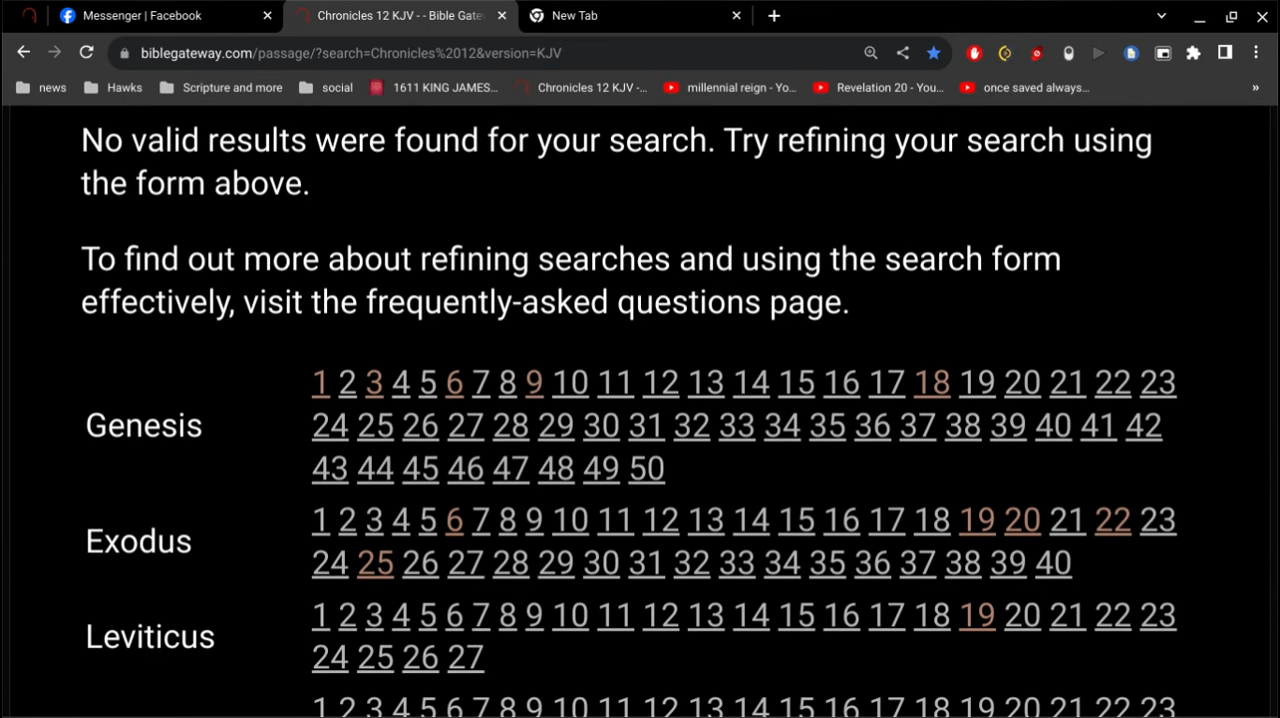 Messenger | Facebook
Chronicles 12 KJV - - Bible Gate
New Tab
biblegateway.com/passage/?search=Chronicles%2012&version=KJV
news Hawks Scripture and more social 1611 KING JAMES... Chronicles 12 KJV -... millennial reign - Yo... Revelation 20 - You... once saved always... »
No valid results were found for your search. Try refining your search using
the form above.
To find out more about refining searches and using the search form
effectively, visit the frequently-asked questions page.
1 2 3 4 5 6 7 8 9 10 11 12 13 14 15 16 17 18 19 20 21 22 23
Genesis 24 25 26 27 28 29 30 31 32 33 34 35 36 37 38 39 40 41 42
43 44 45 46 47 48 49 50
Exodus
1 2 3 4 5 6 7 8 9 10 11 12 13 14 15 16 17 18 19 20 21 22 23
24 25 26 27 28 29 30 31 32 33 34 35 36 37 38 39 40
Leviticus
1 2 3 4 5 6 7 8 9 10 11 12 13 14 15 16 17 18 19 20 21 22 23
24 25 26 27
1 2 3 4 5 6 7 8 9 10 11 12 13 14 15 16 17 18 19 20 21 22 23